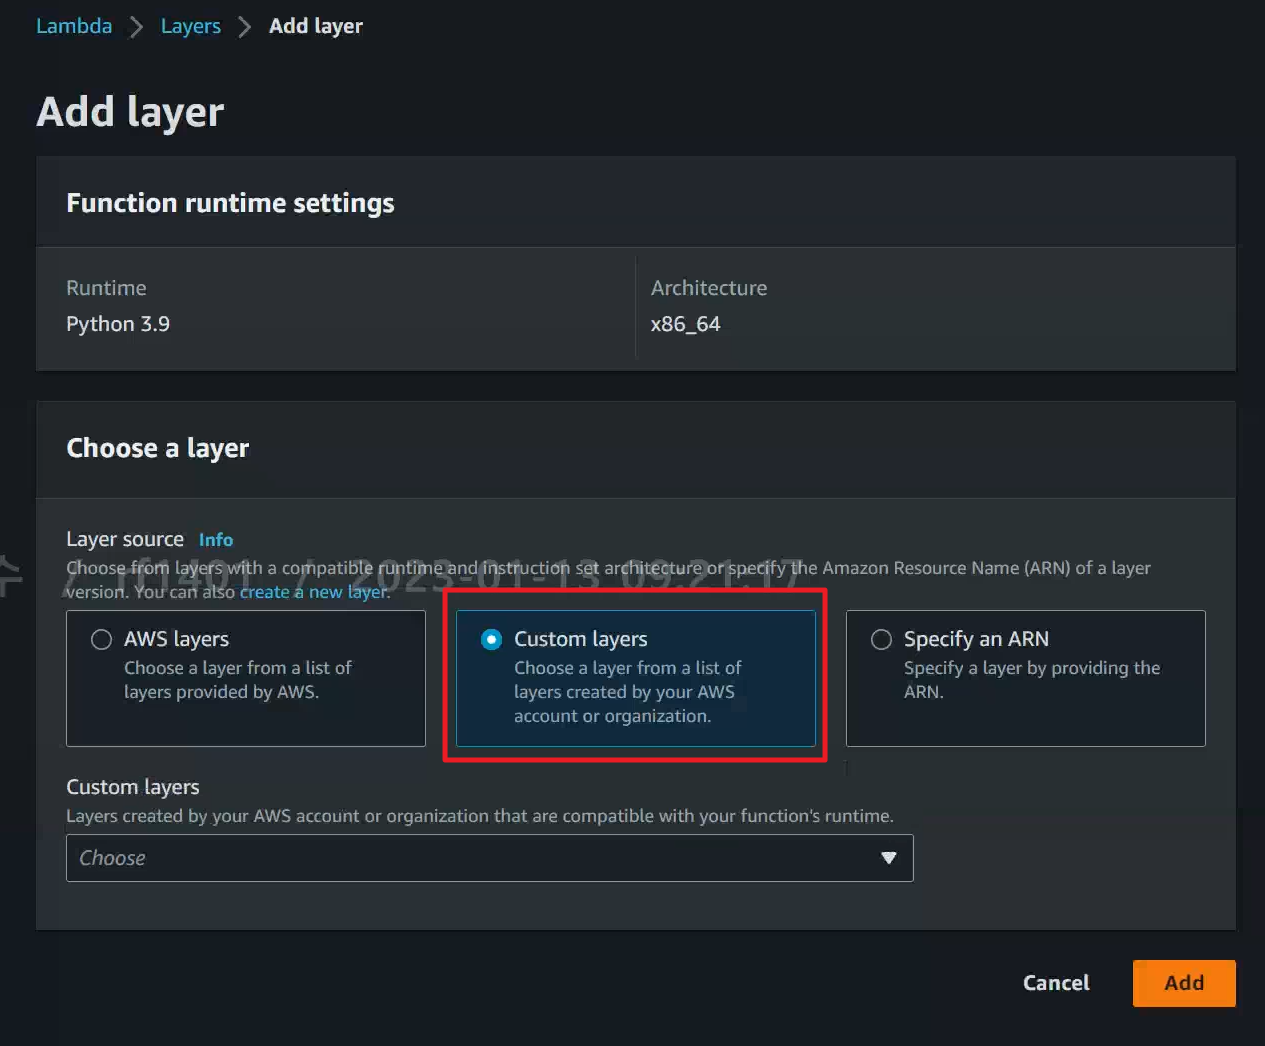 Lambda > Layers > Add layer
Add layer
Function runtime settings
Runtime
Python 3.9
Architecture
x86_64
Choose a layer
Layer source Info
Choose from layers with a compatible runtime and instruction set architecture or specify the Amazon Resource Name (ARN) of a layer
version. You can also create a new layer.
수 / rf1401 / 2023-01-13 09:21:17
AWS layers
Choose a layer from a list of
layers provided by AWS.
Custom layers
Choose a layer from a list of
layers created by your AWS
account or organization.
Specify an ARN
Specify a layer by providing the
ARN.
Custom layers
Layers created by your AWS account or organization that are compatible with your function's runtime.
Choose
Cancel
Add